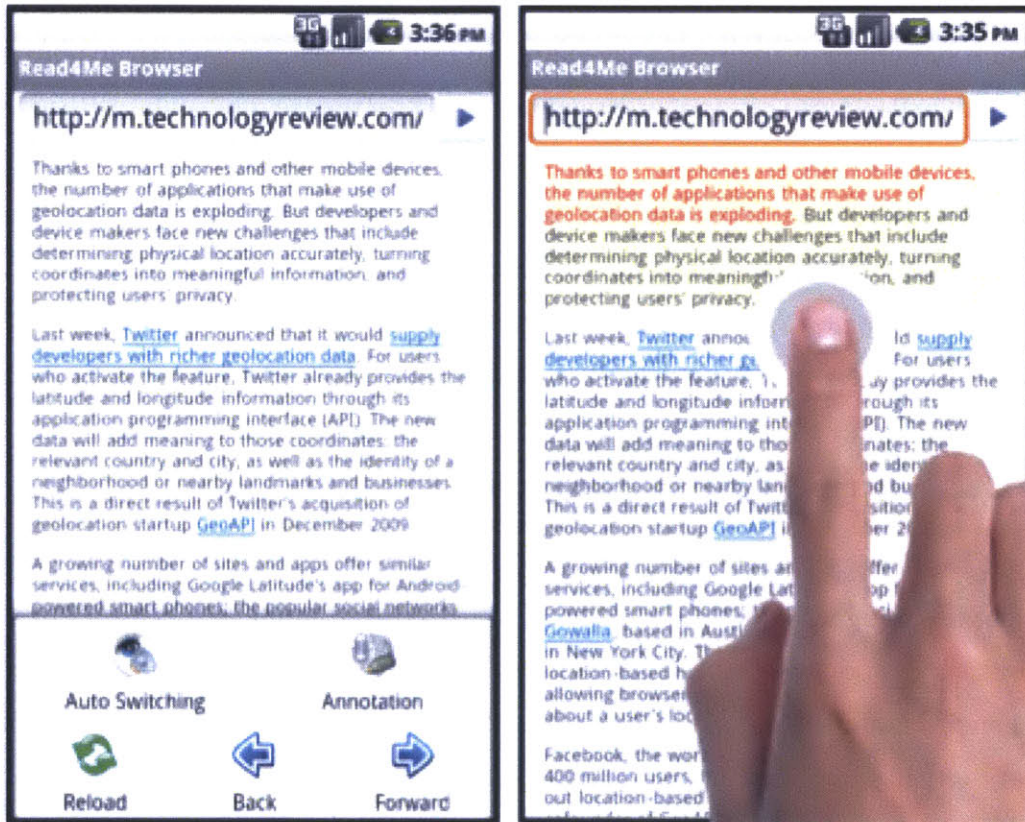 3G 3:36 PM
Read4Me Browser
http://m.technologyreview.com/
Thanks to smart phones and other mobile devices,
the number of applications that make use of
geolocation data is exploding. But developers and
device makers face new challenges that include
determining physical location accurately, turning
coordinates into meaningful information, and
protecting users' privacy.
Last week, Twitter announced that it would supply
developers with richer geolocation data. For users
who activate the feature, Twitter already provides the
latitude and longitude information through its
application programming interface (API). The new
data will add meaning to those coordinates: the
relevant country and city, as well as the identity of a
neighborhood or nearby landmarks and businesses.
This is a direct result of Twitter's acquisition of
geolocation startup GeoAPI in December 2009.
A growing number of sites and apps offer similar
services, including Google Latitude's app for Android-
powered smart phones, the popular social networks
Auto Switching Annotation
Reload Back Forward
3G 3:35 PM
Read4Me Browser
http://m.technologyreview.com/
Thanks to smart phones and other mobile devices,
the number of applications that make use of
geolocation data is exploding. But developers and
device makers face new challenges that include
determining physical location accurately, turning
coordinates into and
protecting users' privacy.
Last week, Twitter supply
developers with richer For users
who activate the feature, provides the
latitude and longitude its
application programming The new
data will add meaning to the
relevant country and city, as
neighborhood or nearby
This is a direct result of
geolocation startup GeoAPI
A growing number of sites
services, including Google
powered smart phones,
Gowalla, based in
in New York City.
location-based
allowing
about a user's
Facebook, the
400 million users,
out location-based